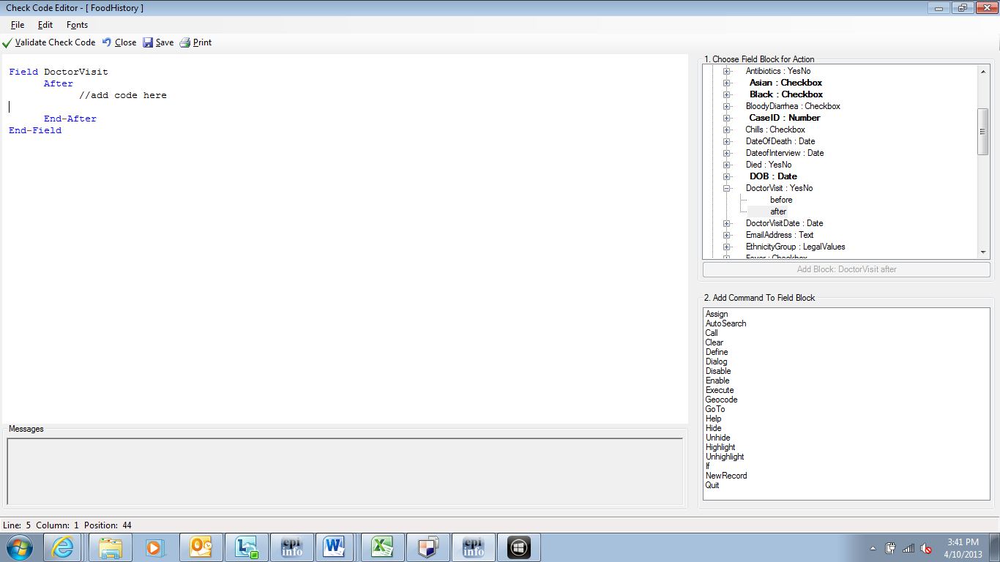 Check Code Editor - [ FoodHistory ]
File Edit Fonts
Validate Check Code Close Save Print
Field DoctorVisit
After
//add code here
End-After
End-Field
Messages
1. Choose Field Block for Action
Antibiotics : YesNo
Asian : Checkbox
Black : Checkbox
BloodyDiarrhea : Checkbox
CaseID : Number
Chills : Checkbox
DateOfDeath : Date
DateofInterview : Date
Died : YesNo
DOB : Date
DoctorVisit : YesNo
before
after
DoctorVisitDate : Date
EmailAddress : Text
EthnicityGroup : LegalValues
Fever : Checkbox
Add Block: DoctorVisit after
2. Add Command To Field Block
Assign
AutoSearch
Call
Clear
Define
Dialog
Disable
Enable
Execute
Geocode
GoTo
Help
Hide
Unhide
Highlight
Unhighlight
If
NewRecord
Quit
Line: 5 Column: 1 Position: 44
epi info
epi info
3:41 PM
4/10/2013